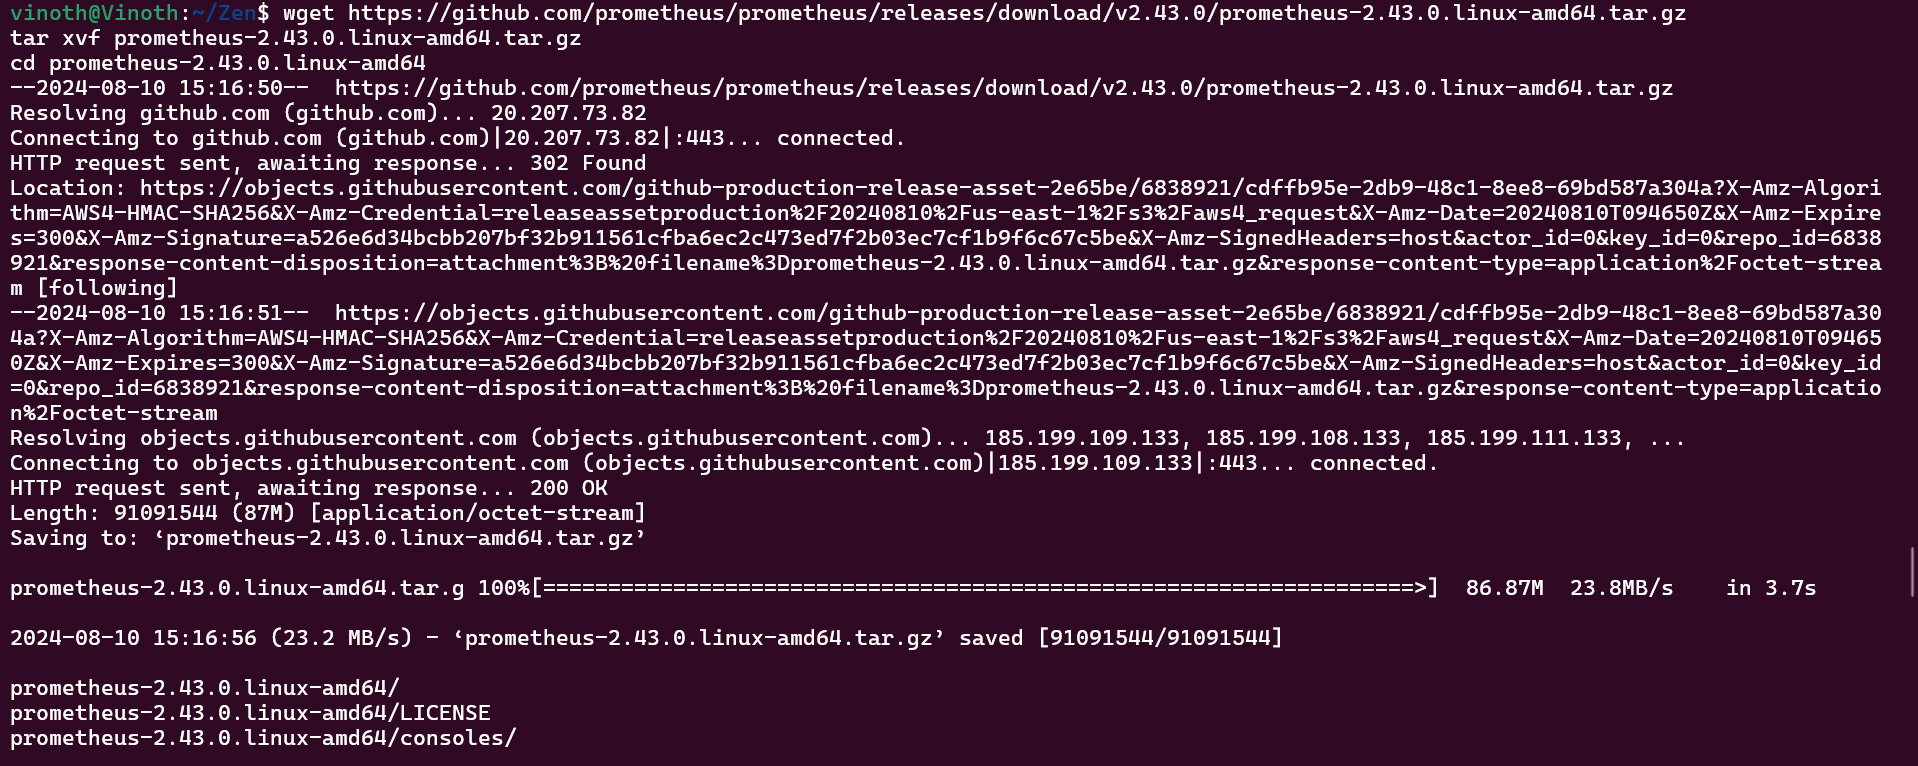 vinoth@Vinoth:~/Zen$ wget https://github.com/prometheus/prometheus/releases/download/v2.43.0/prometheus-2.43.0.linux-amd64.tar.gz
tar xvf prometheus-2.43.0.linux-amd64.tar.gz
cd prometheus-2.43.0.linux-amd64
--2024-08-10 15:16:50--  https://github.com/prometheus/prometheus/releases/download/v2.43.0/prometheus-2.43.0.linux-amd64.tar.gz
Resolving github.com (github.com)... 20.207.73.82
Connecting to github.com (github.com)|20.207.73.82|:443... connected.
HTTP request sent, awaiting response... 302 Found
Location: https://objects.githubusercontent.com/github-production-release-asset-2e65be/6838921/cdffb95e-2db9-48c1-8ee8-69bd587a304a?X-Amz-Algori
thm=AWS4-HMAC-SHA256&X-Amz-Credential=releaseassetproduction%2F20240810%2Fus-east-1%2Fs3%2Faws4_request&X-Amz-Date=20240810T094650Z&X-Amz-Expire
s=300&X-Amz-Signature=a526e6d34bcbb207bf32b911561cfba6ec2c473ed7f2b03ec7cf1b9f6c67c5be&X-Amz-SignedHeaders=host&actor_id=0&key_id=0&repo_id=6838
921&response-content-disposition=attachment%3B%20filename%3Dprometheus-2.43.0.linux-amd64.tar.gz&response-content-type=application%2Foctet-strea
m [following]
--2024-08-10 15:16:51--  https://objects.githubusercontent.com/github-production-release-asset-2e65be/6838921/cdffb95e-2db9-48c1-8ee8-69bd587a30
4a?X-Amz-Algorithm=AWS4-HMAC-SHA256&X-Amz-Credential=releaseassetproduction%2F20240810%2Fus-east-1%2Fs3%2Faws4_request&X-Amz-Date=20240810T09465
0Z&X-Amz-Expires=300&X-Amz-Signature=a526e6d34bcbb207bf32b911561cfba6ec2c473ed7f2b03ec7cf1b9f6c67c5be&X-Amz-SignedHeaders=host&actor_id=0&key_id
=0&repo_id=6838921&response-content-disposition=attachment%3B%20filename%3Dprometheus-2.43.0.linux-amd64.tar.gz&response-content-type=applicatio
n%2Foctet-stream
Resolving objects.githubusercontent.com (objects.githubusercontent.com)... 185.199.109.133, 185.199.108.133, 185.199.111.133, ...
Connecting to objects.githubusercontent.com (objects.githubusercontent.com)|185.199.109.133|:443... connected.
HTTP request sent, awaiting response... 200 OK
Length: 91091544 (87M) [application/octet-stream]
Saving to: ‘prometheus-2.43.0.linux-amd64.tar.gz’
prometheus-2.43.0.linux-amd64.tar.g 100%[===================================================================>]  86.87M  23.8MB/s    in 3.7s
2024-08-10 15:16:56 (23.2 MB/s) - ‘prometheus-2.43.0.linux-amd64.tar.gz’ saved [91091544/91091544]
prometheus-2.43.0.linux-amd64/
prometheus-2.43.0.linux-amd64/LICENSE
prometheus-2.43.0.linux-amd64/consoles/